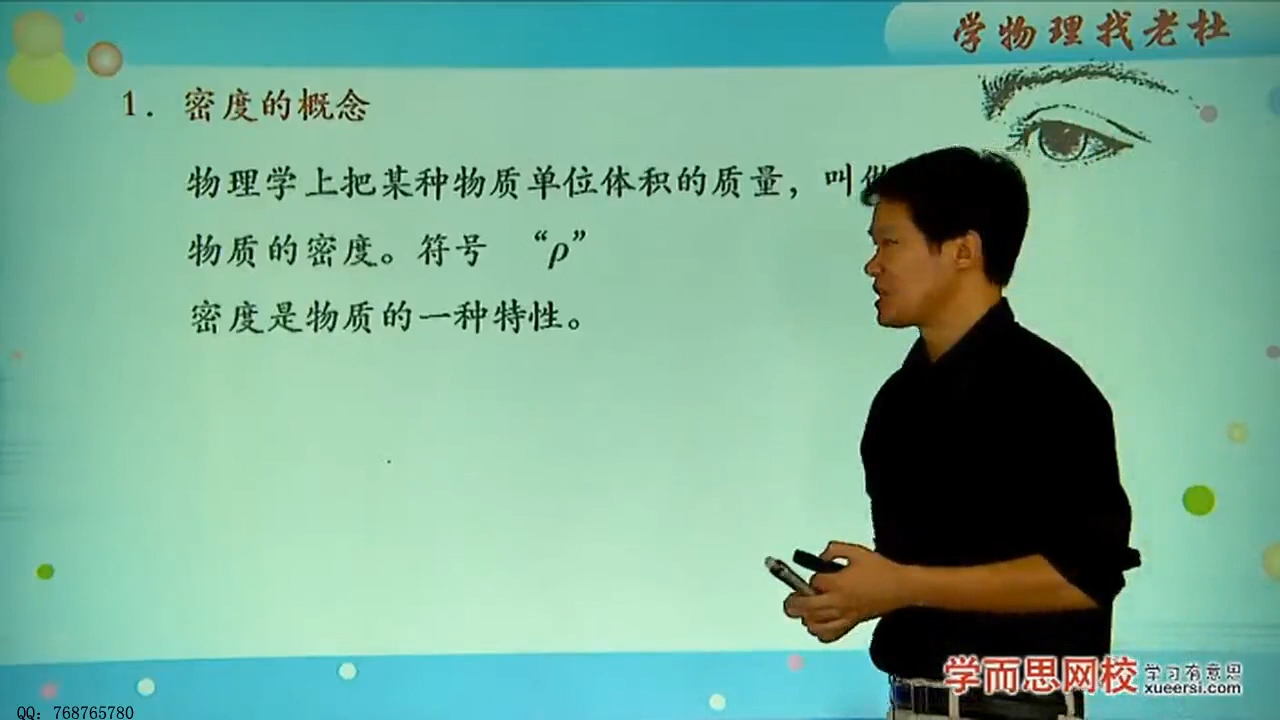 学物理找老杜
1. 密度的概念
物理学上把某种物质单位体积的质量，叫做
物质的密度。符号 “ρ”
密度是物质的一种特性。
学而思网校 学习有意思
xueersi.com
QQ: 768765780